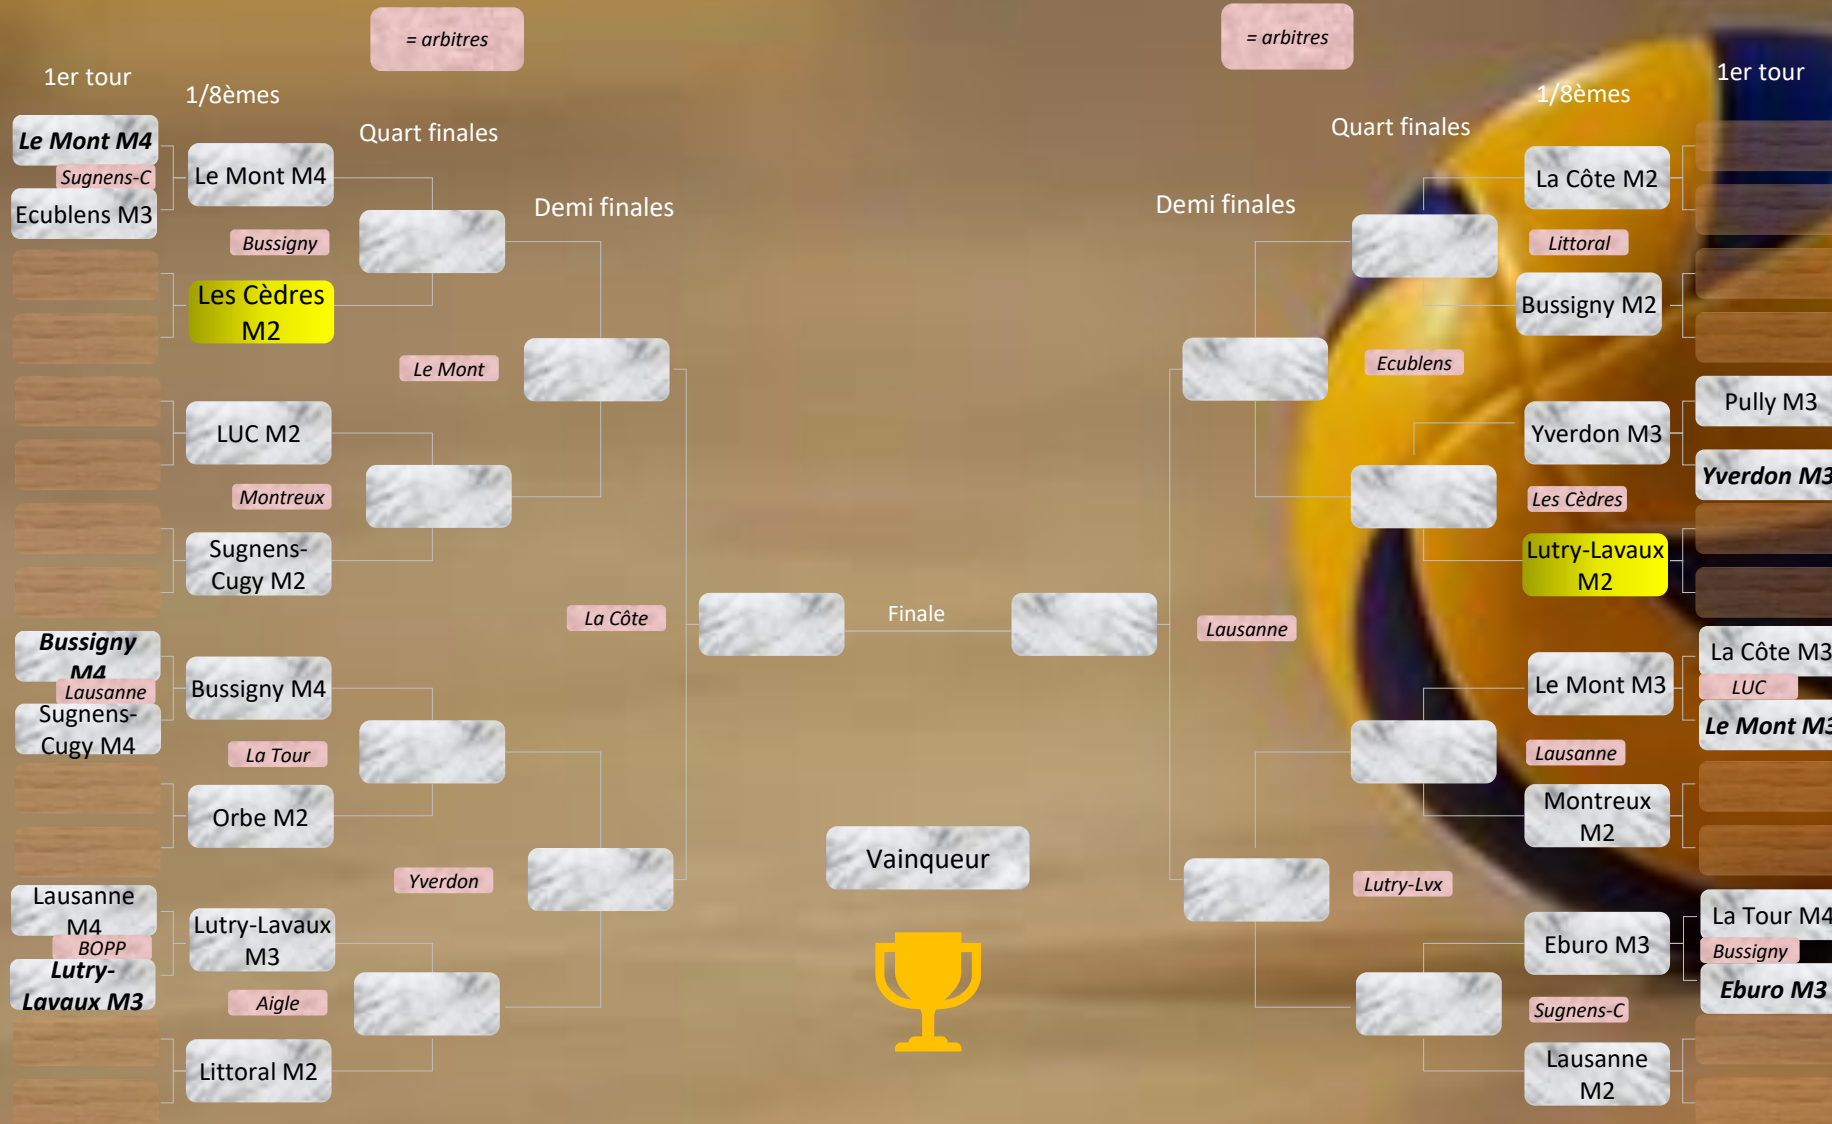 = arbitres
= arbitres
1er tour
1/8èmes
Quart finales
Demi finales
Le Mont M4
Sugnens-C
Ecublens M3
Le Mont M4
Bussigny
Les Cèdres
M2
Le Mont
LUC M2
Montreux
Sugnens-
Cugy M2
La Côte
Bussigny
M4
Lausanne
Sugnens-
Cugy M4
Bussigny M4
La Tour
Orbe M2
Yverdon
Lausanne
M4
BOPP
Lutry-
Lavaux M3
Lutry-Lavaux
M3
Aigle
Littoral M2
Finale
Vainqueur
1er tour
1/8èmes
Quart finales
Demi finales
La Côte M2
Littoral
Bussigny M2
Ecublens
Pully M3
Yverdon M3
Yverdon M3
Les Cèdres
Lutry-Lavaux
M2
Lausanne
La Côte M3
LUC
Le Mont M3
Le Mont M3
Lausanne
Montreux
M2
Lutry-Lvx
La Tour M4
Bussigny
Eburo M3
Eburo M3
Sugnens-C
Lausanne
M2